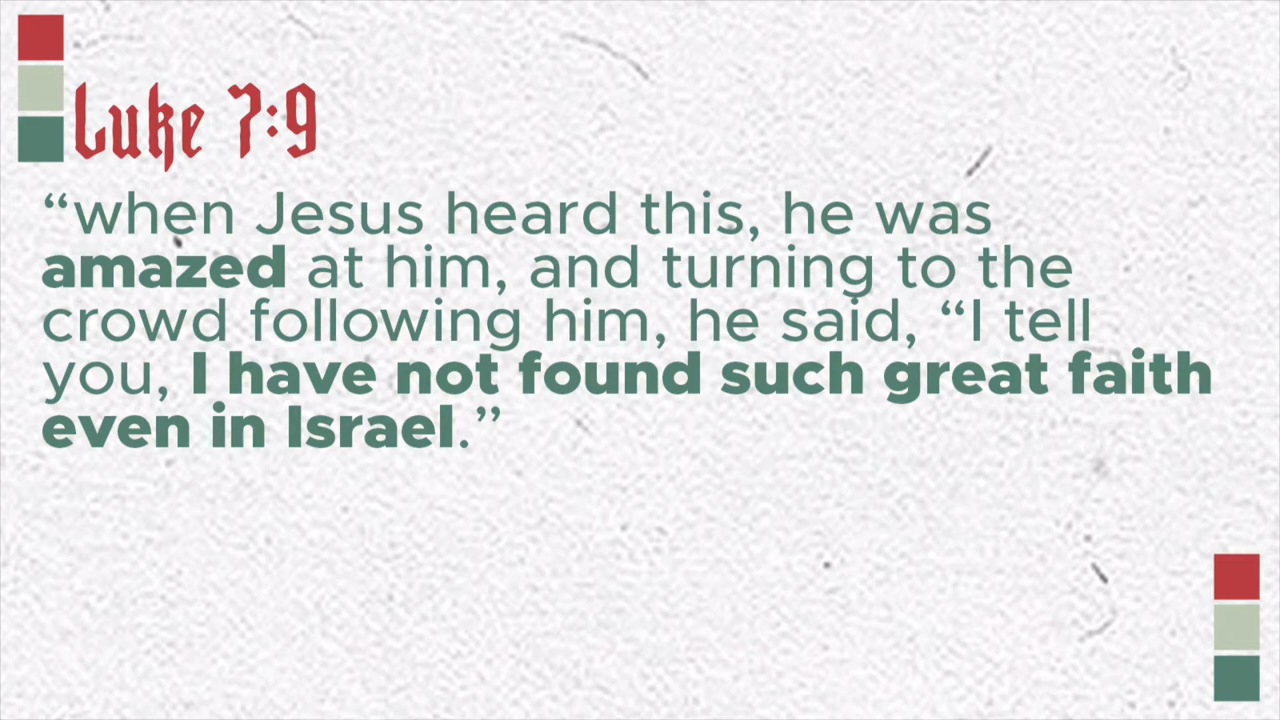 Luke 7:9
“when Jesus heard this, he was
amazed at him, and turning to the
crowd following him, he said, “I tell
you, I have not found such great faith
even in Israel.”